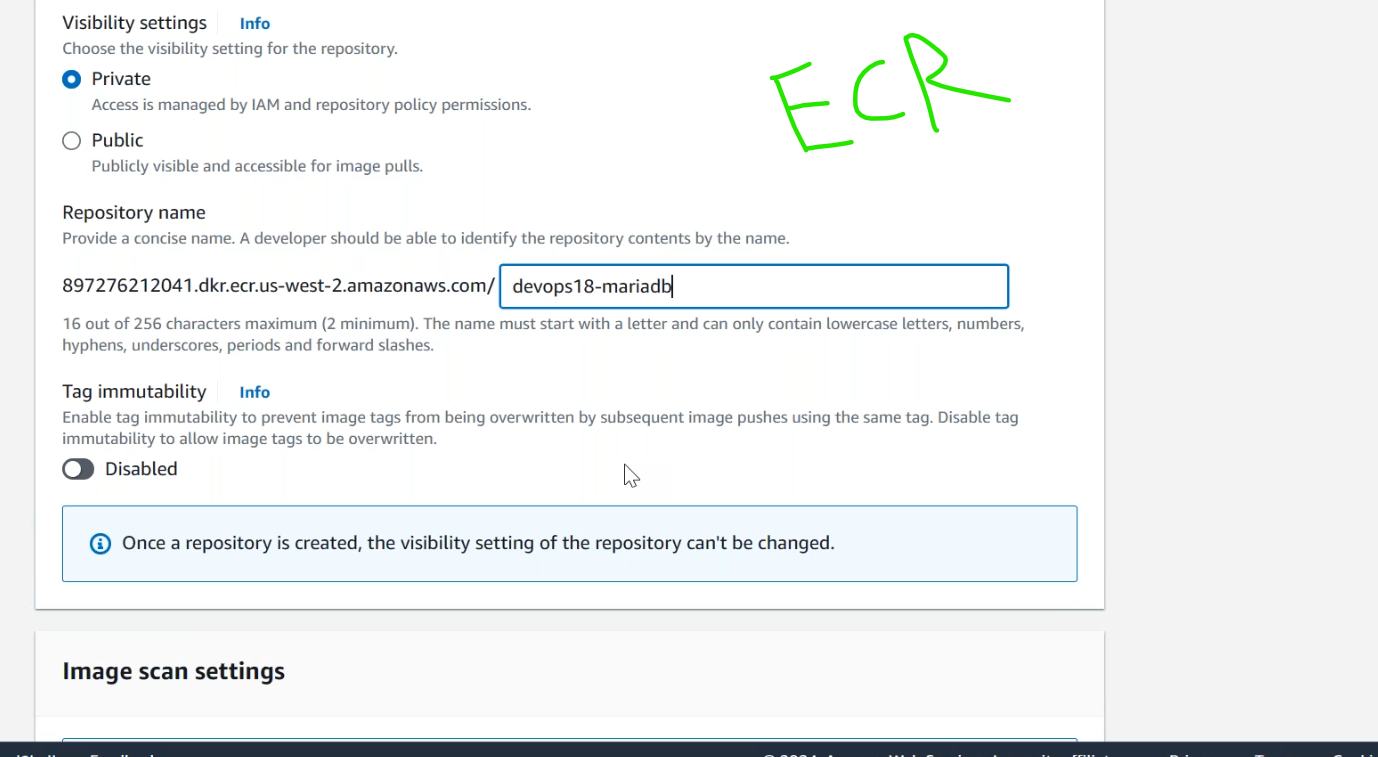 Visibility settings Info
Choose the visibility setting for the repository.
Private
Access is managed by IAM and repository policy permissions.
Public
Publicly visible and accessible for image pulls.
ECR
Repository name
Provide a concise name. A developer should be able to identify the repository contents by the name.
897276212041.dkr.ecr.us-west-2.amazonaws.com/ devops18-mariadb
16 out of 256 characters maximum (2 minimum). The name must start with a letter and can only contain lowercase letters, numbers,
hyphens, underscores, periods and forward slashes.
Tag immutability Info
Enable tag immutability to prevent image tags from being overwritten by subsequent image pushes using the same tag. Disable tag
immutability to allow image tags to be overwritten.
Disabled
Once a repository is created, the visibility setting of the repository can't be changed.
Image scan settings